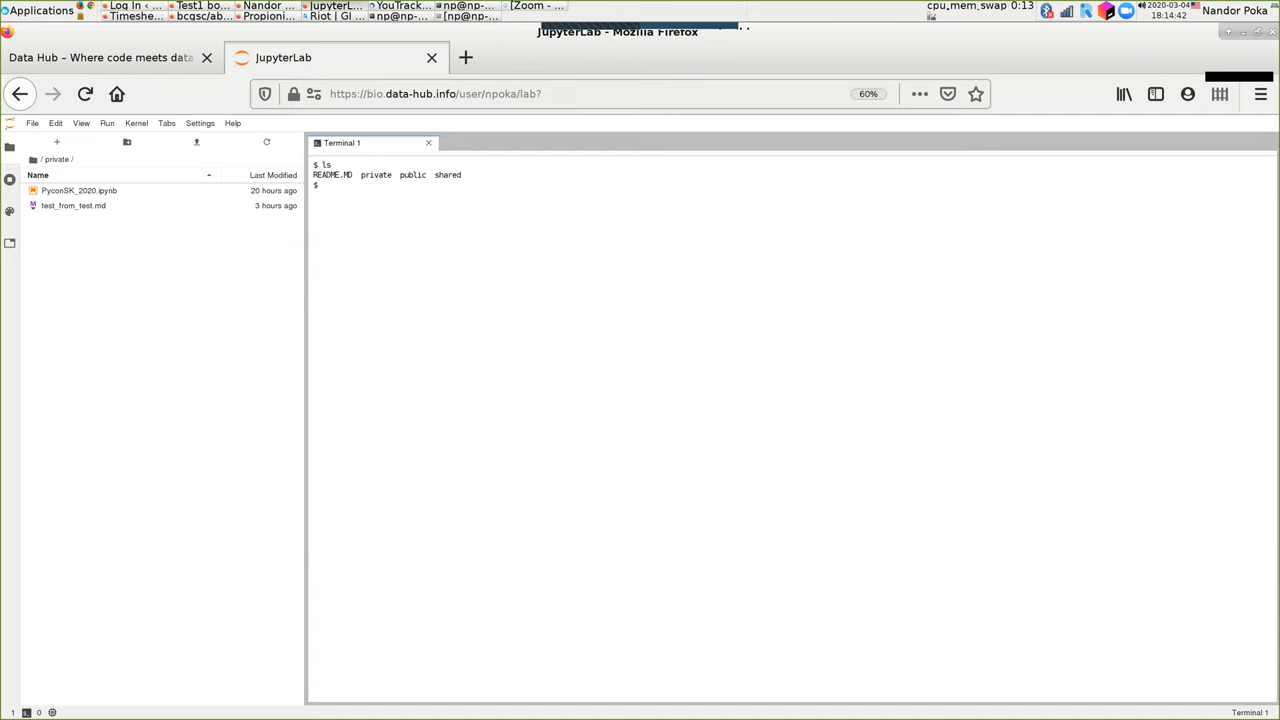 Applications Log In ‹ ... Test1 bo... Nandor ... JupyterL... YouTrack... np@np-... [Zoom - ... cpu_mem_swap 0:13 2020-03-04 Nandor Poka
Timeshe... bcgsc/ab... Propioni... Riot | Gl... np@np-... [np@np-... 18:14:42
JupyterLab - Mozilla Firefox
Data Hub – Where code meets data JupyterLab
https://bio.data-hub.info/user/npoka/lab? 60%
File Edit View Run Kernel Tabs Settings Help
Terminal 1
/ private /
Name Last Modified
PyconSK_2020.ipynb 20 hours ago
test_from_test.md 3 hours ago
$ ls
README.MD private public shared
$
1 0 Terminal 1